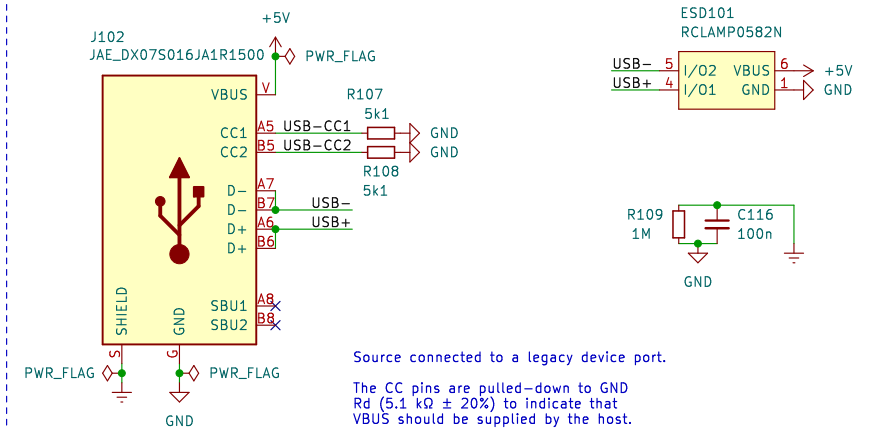 +5V
J102
JAE_DX07S016JA1R1500
PWR_FLAG
VBUS
V
R107
5k1
CC1
A5
USB-CC1
GND
CC2
B5
USB-CC2
GND
R108
5k1
D-
A7
D-
B7
USB-
D+
A6
USB+
D+
B6
SBU1
A8
SBU2
B8
SHIELD
GND
S
G
PWR_FLAG
PWR_FLAG
GND
ESD101
RCLAMP0582N
USB-
5
I/O2
VBUS
6
+5V
USB+
4
I/O1
GND
1
GND
R109
1M
C116
100n
GND
Source connected to a legacy device port.
The CC pins are pulled-down to GND
Rd (5.1 kΩ ± 20%) to indicate that
VBUS should be supplied by the host.